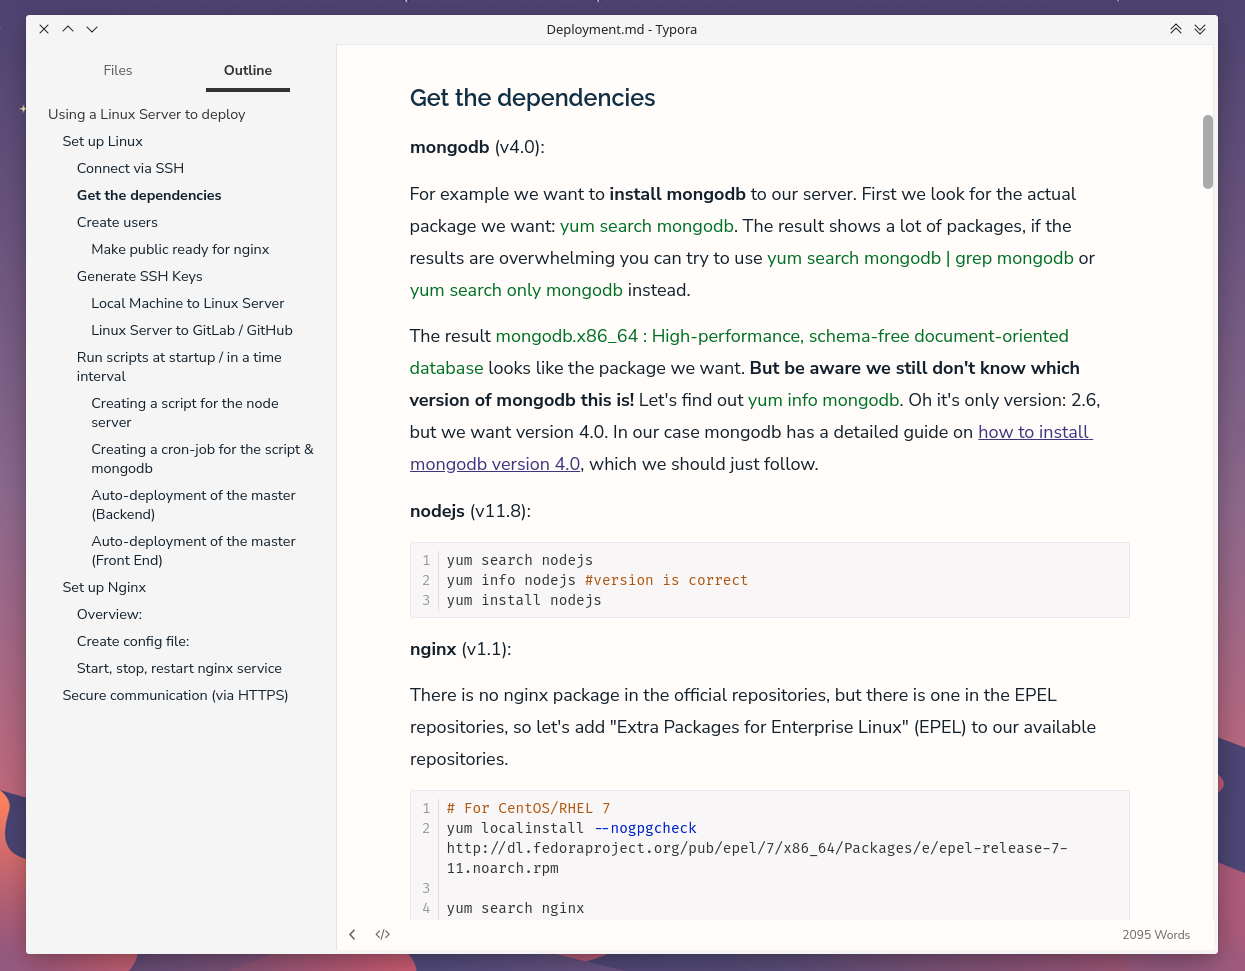 Deployment.md - Typora
Files
Outline
Using a Linux Server to deploy
Set up Linux
Connect via SSH
Get the dependencies
Create users
Make public ready for nginx
Generate SSH Keys
Local Machine to Linux Server
Linux Server to GitLab / GitHub
Run scripts at startup / in a time
interval
Creating a script for the node
server
Creating a cron-job for the script &
mongodb
Auto-deployment of the master
(Backend)
Auto-deployment of the master
(Front End)
Set up Nginx
Overview:
Create config file:
Start, stop, restart nginx service
Secure communication (via HTTPS)
Get the dependencies
mongodb (v4.0):
For example we want to install mongodb to our server. First we look for the actual
package we want: yum search mongodb. The result shows a lot of packages, if the
results are overwhelming you can try to use yum search mongodb | grep mongodb or
yum search only mongodb instead.
The result mongodb.x86_64 : High-performance, schema-free document-oriented
database looks like the package we want. But be aware we still don't know which
version of mongodb this is! Let's find out yum info mongodb. Oh it's only version: 2.6,
but we want version 4.0. In our case mongodb has a detailed guide on how to install
mongodb version 4.0, which we should just follow.
nodejs (v11.8):
1 yum search nodejs
2 yum info nodejs #version is correct
3 yum install nodejs
nginx (v1.1):
There is no nginx package in the official repositories, but there is one in the EPEL
repositories, so let's add "Extra Packages for Enterprise Linux" (EPEL) to our available
repositories.
1 # For CentOS/RHEL 7
2 yum localinstall --nogpgcheck
http://dl.fedoraproject.org/pub/epel/7/x86_64/Packages/e/epel-release-7-
11.noarch.rpm
3
4 yum search nginx
</> 2095 Words